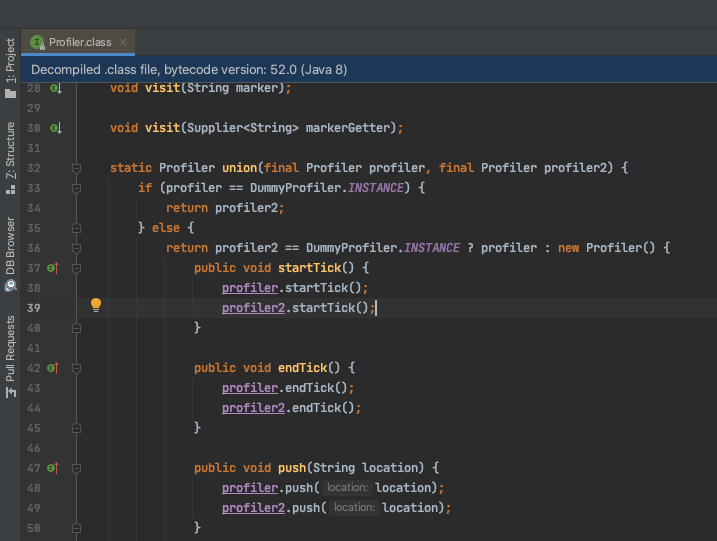 Profiler.class
Decompiled .class file, bytecode version: 52.0 (Java 8)
1: Project
7: Structure
DB Browser
Pull Requests
28 void visit(String marker);
29
30 void visit(Supplier<String> markerGetter);
31
32 static Profiler union(final Profiler profiler, final Profiler profiler2) {
33 if (profiler == DummyProfiler.INSTANCE) {
34 return profiler2;
35 } else {
36 return profiler2 == DummyProfiler.INSTANCE ? profiler : new Profiler() {
37 public void startTick() {
38 profiler.startTick();
39 profiler2.startTick();
40 }
41
42 public void endTick() {
43 profiler.endTick();
44 profiler2.endTick();
45 }
46
47 public void push(String location) {
48 profiler.push( location: location);
49 profiler2.push( location: location);
50 }